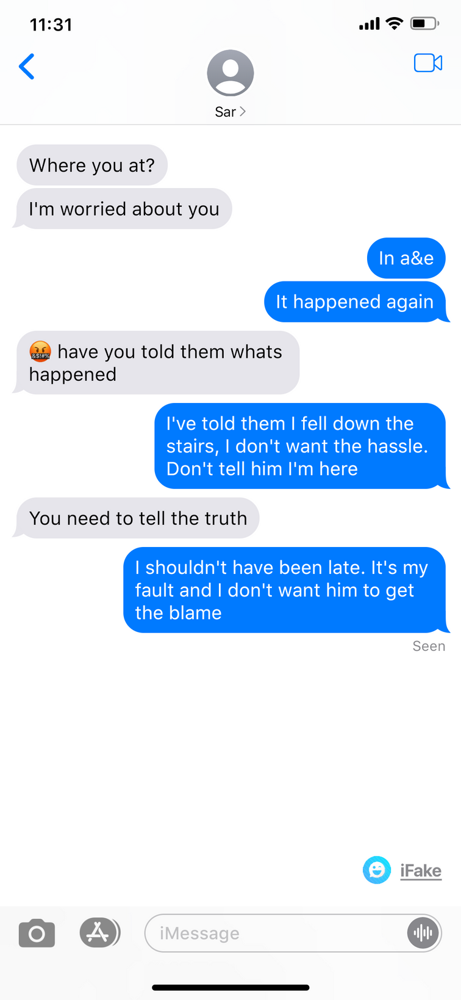 11:31
Sar
Where you at?
I'm worried about you
In a&e
It happened again
🤬 have you told them whats
happened
I've told them I fell down the
stairs, I don't want the hassle.
Don't tell him I'm here
You need to tell the truth
I shouldn't have been late. It's my
fault and I don't want him to get
the blame
Seen
iFake
iMessage